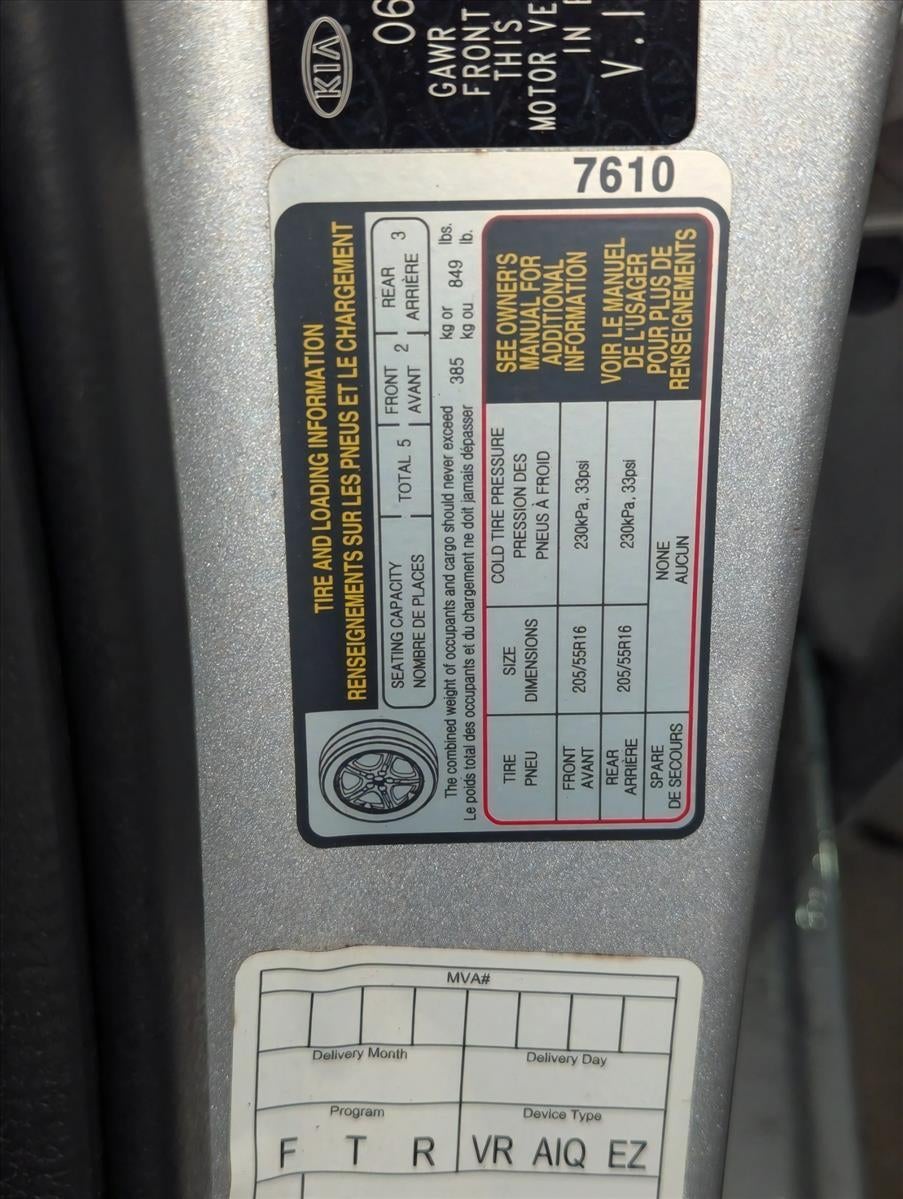 KIA
06
GAWR
FRONT
THIS
MOTOR VE
IN E
V.I
7610
TIRE AND LOADING INFORMATION
RENSEIGNEMENTS SUR LES PNEUS ET LE CHARGEMENT
SEATING CAPACITY TOTAL 5 FRONT 2 REAR 3
NOMBRE DE PLACES AVANT ARRIÈRE
The combined weight of occupants and cargo should never exceed 385 kg or 849 lbs.
Le poids total des occupants et du chargement ne doit jamais dépasser kg ou lb.
TIRE SIZE COLD TIRE PRESSURE
PNEU DIMENSIONS PRESSION DES
PNEUS À FROID
FRONT 205/55R16 230kPa, 33psi
AVANT
REAR 205/55R16 230kPa, 33psi
ARRIÈRE
SPARE NONE
DE SECOURS AUCUN
SEE OWNER'S
MANUAL FOR
ADDITIONAL
INFORMATION
VOIR LE MANUEL
DE L'USAGER
POUR PLUS DE
RENSEIGNEMENTS
MVA#
Delivery Month Delivery Day
Program Device Type
F T R VR AIQ EZ